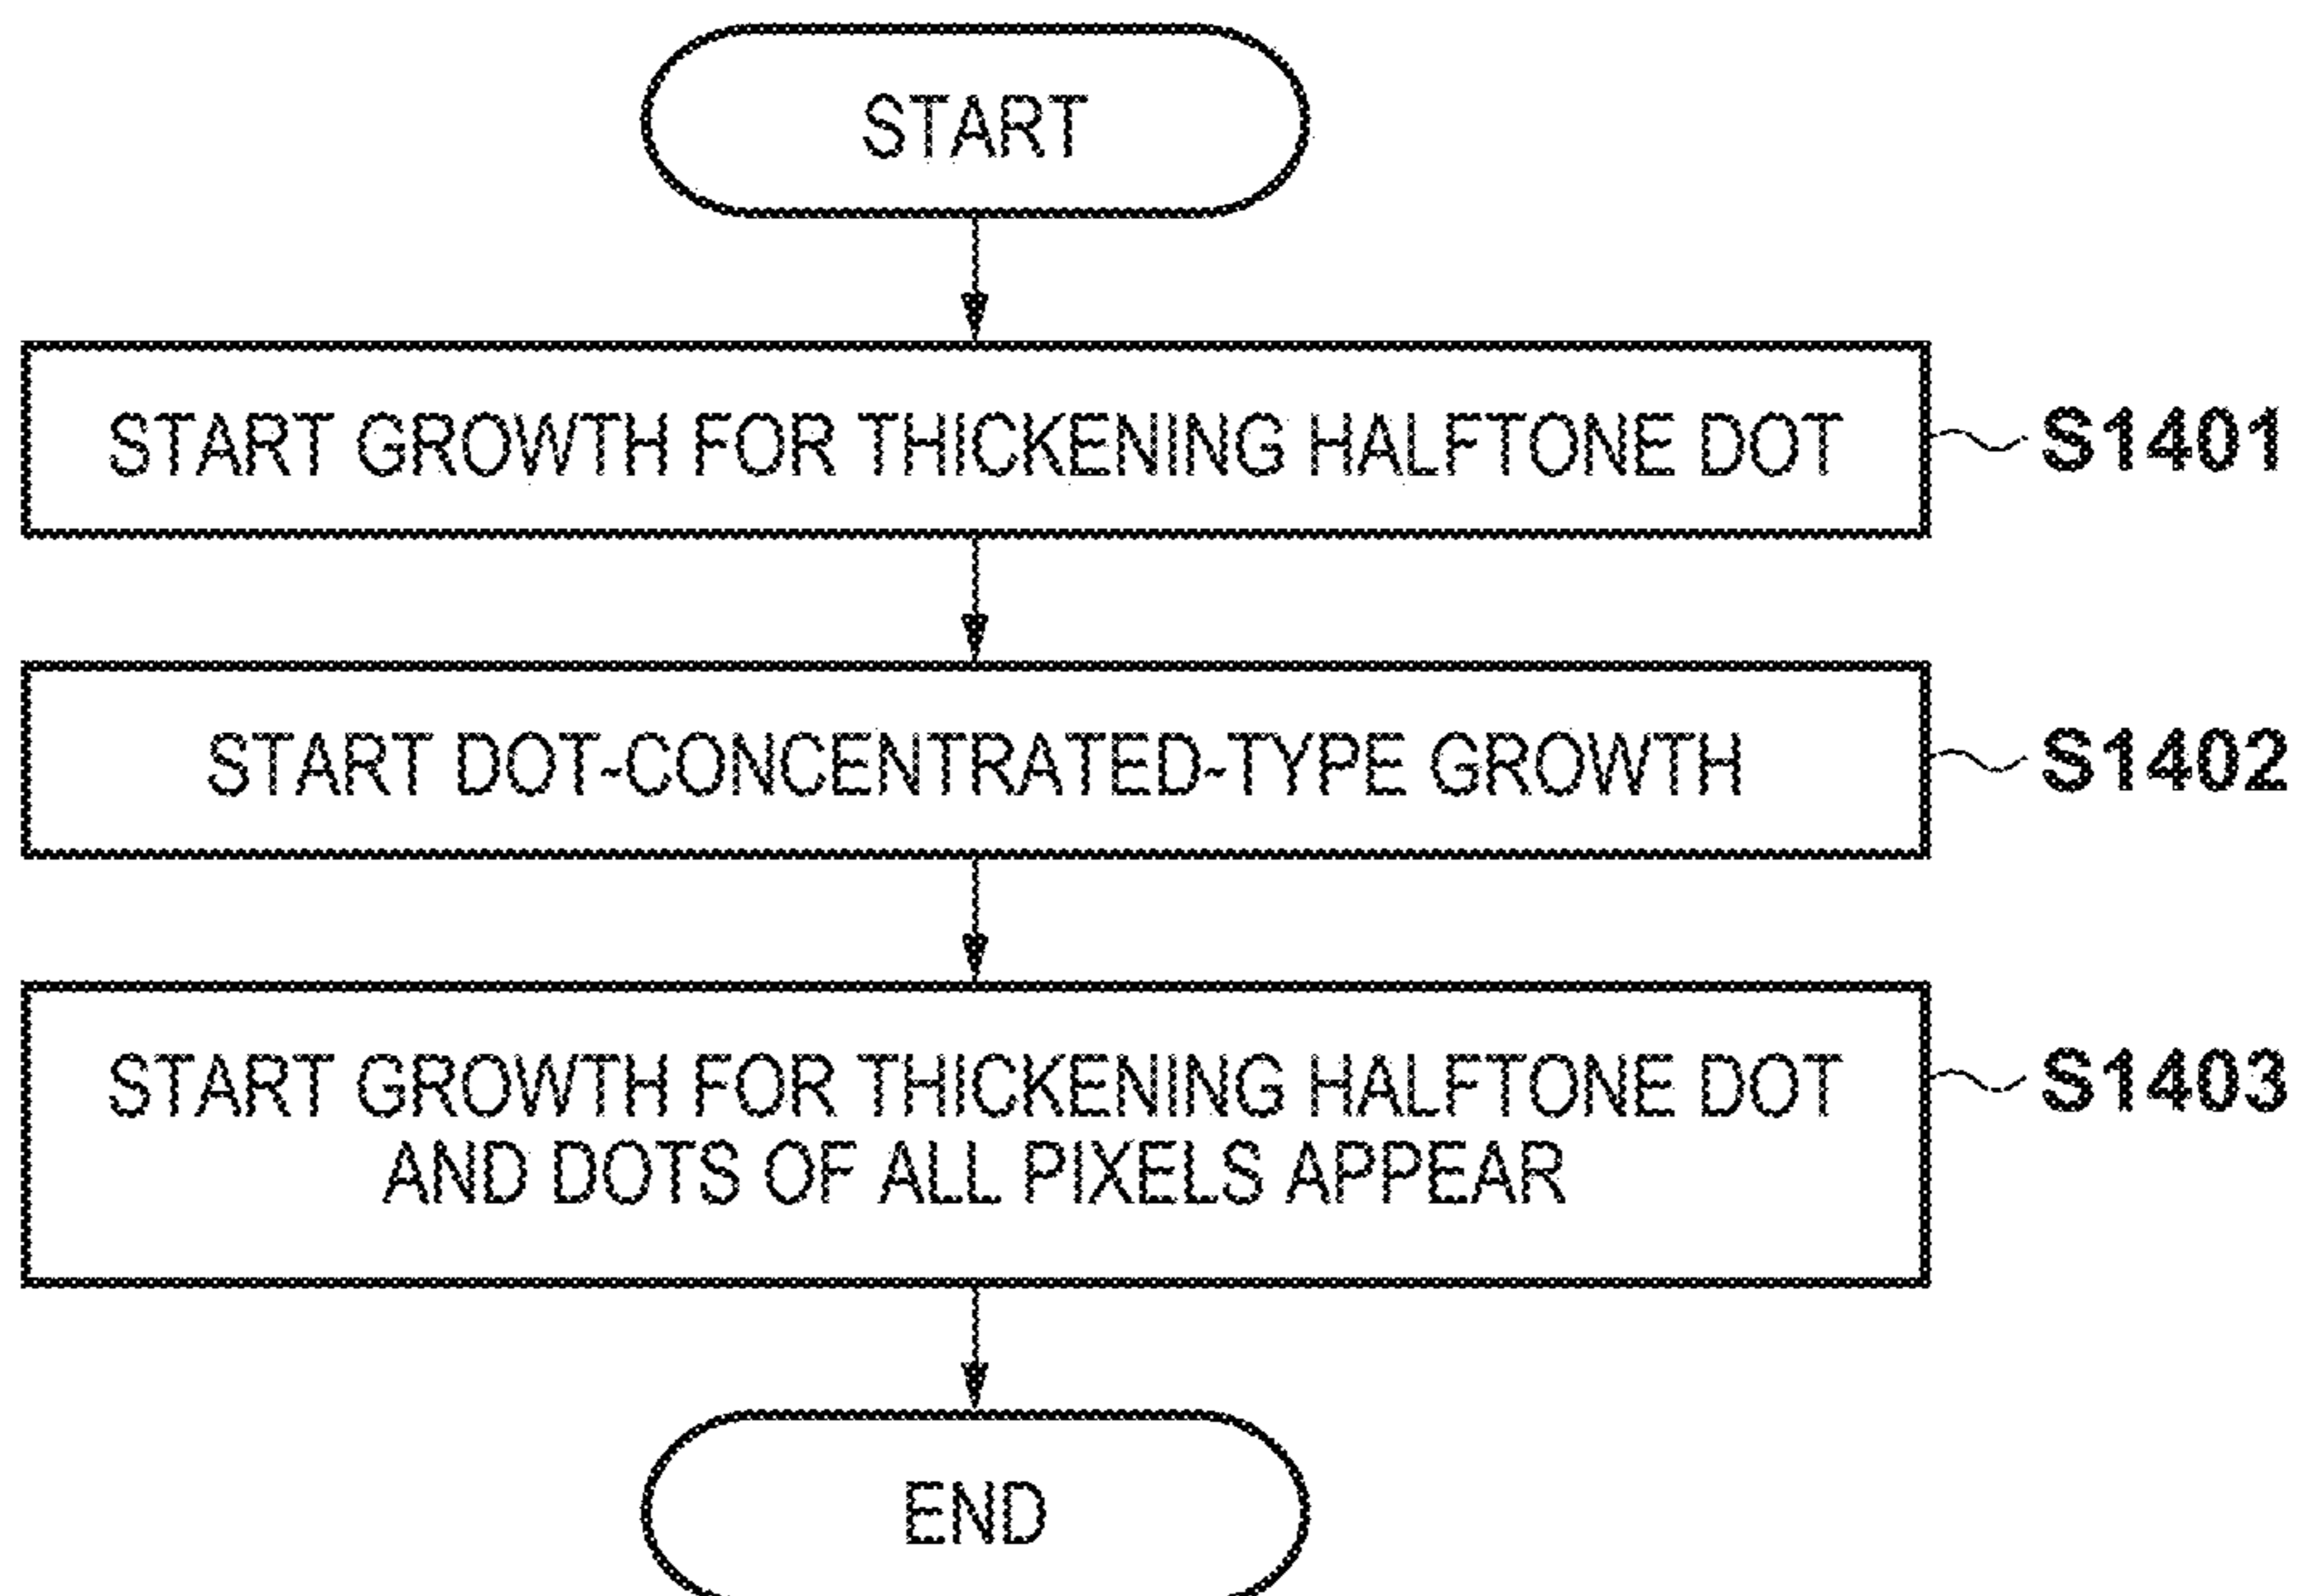 START
START GROWTH FOR THICKENING HALFTONE DOT
S1401
START DOT-CONCENTRATED-TYPE GROWTH
S1402
START GROWTH FOR THICKENING HALFTONE DOT
AND DOTS OF ALL PIXELS APPEAR
S1403
END